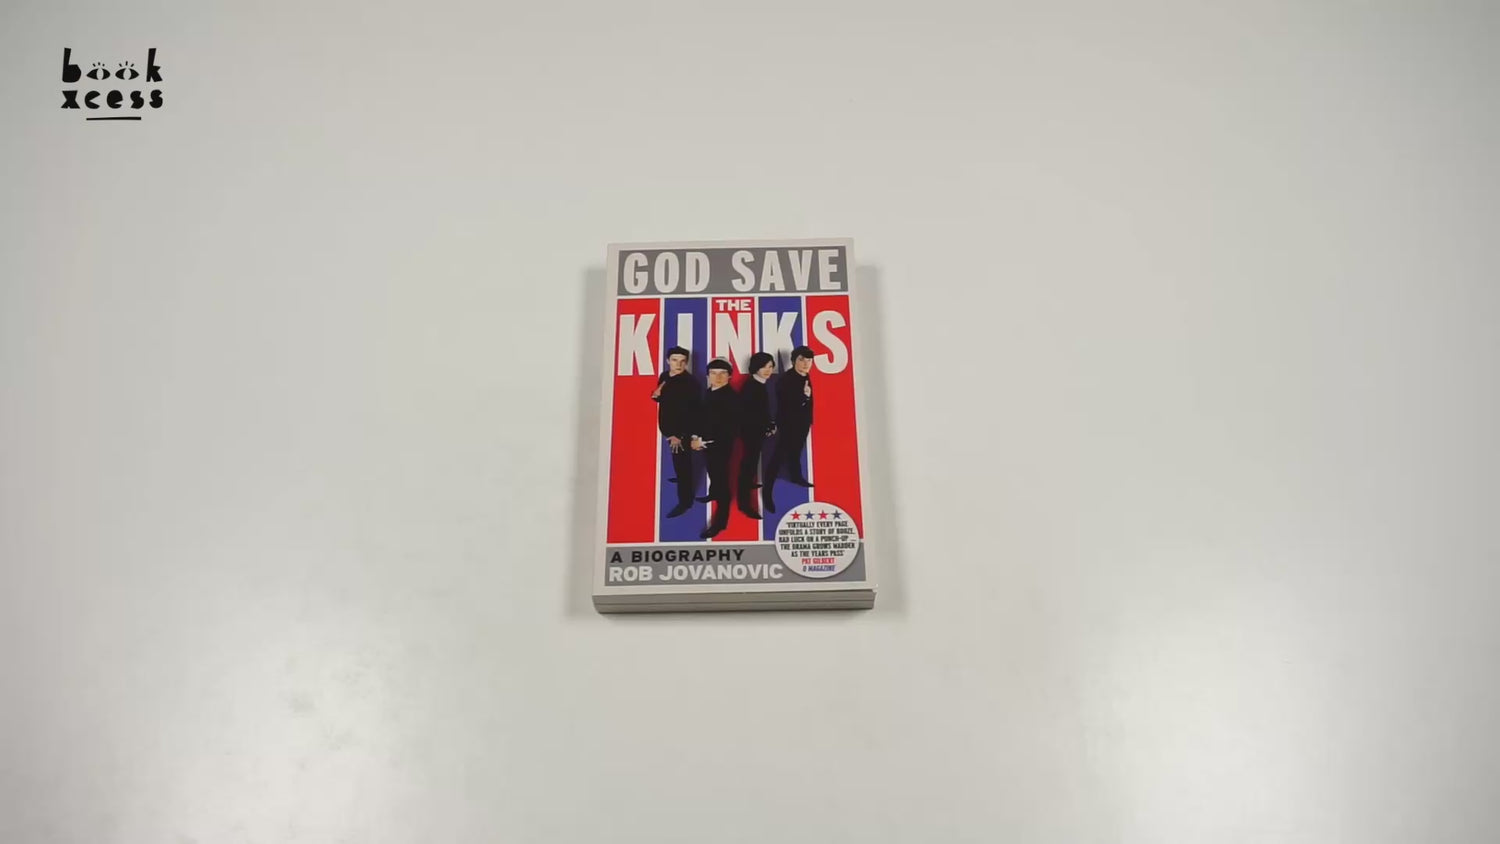 book
xcess
GOD SAVE
THE
KINKS
A BIOGRAPHY
ROB JOVANOVIC
'VIRTUALLY EVERY PAGE
UNFOLDS A STORY OF BOOZE,
BAD LUCK OR A PUNCH-UP ...
THE DRAMA GROWS MADDER
AS THE YEARS PASS'
PAT GILBERT
Q MAGAZINE